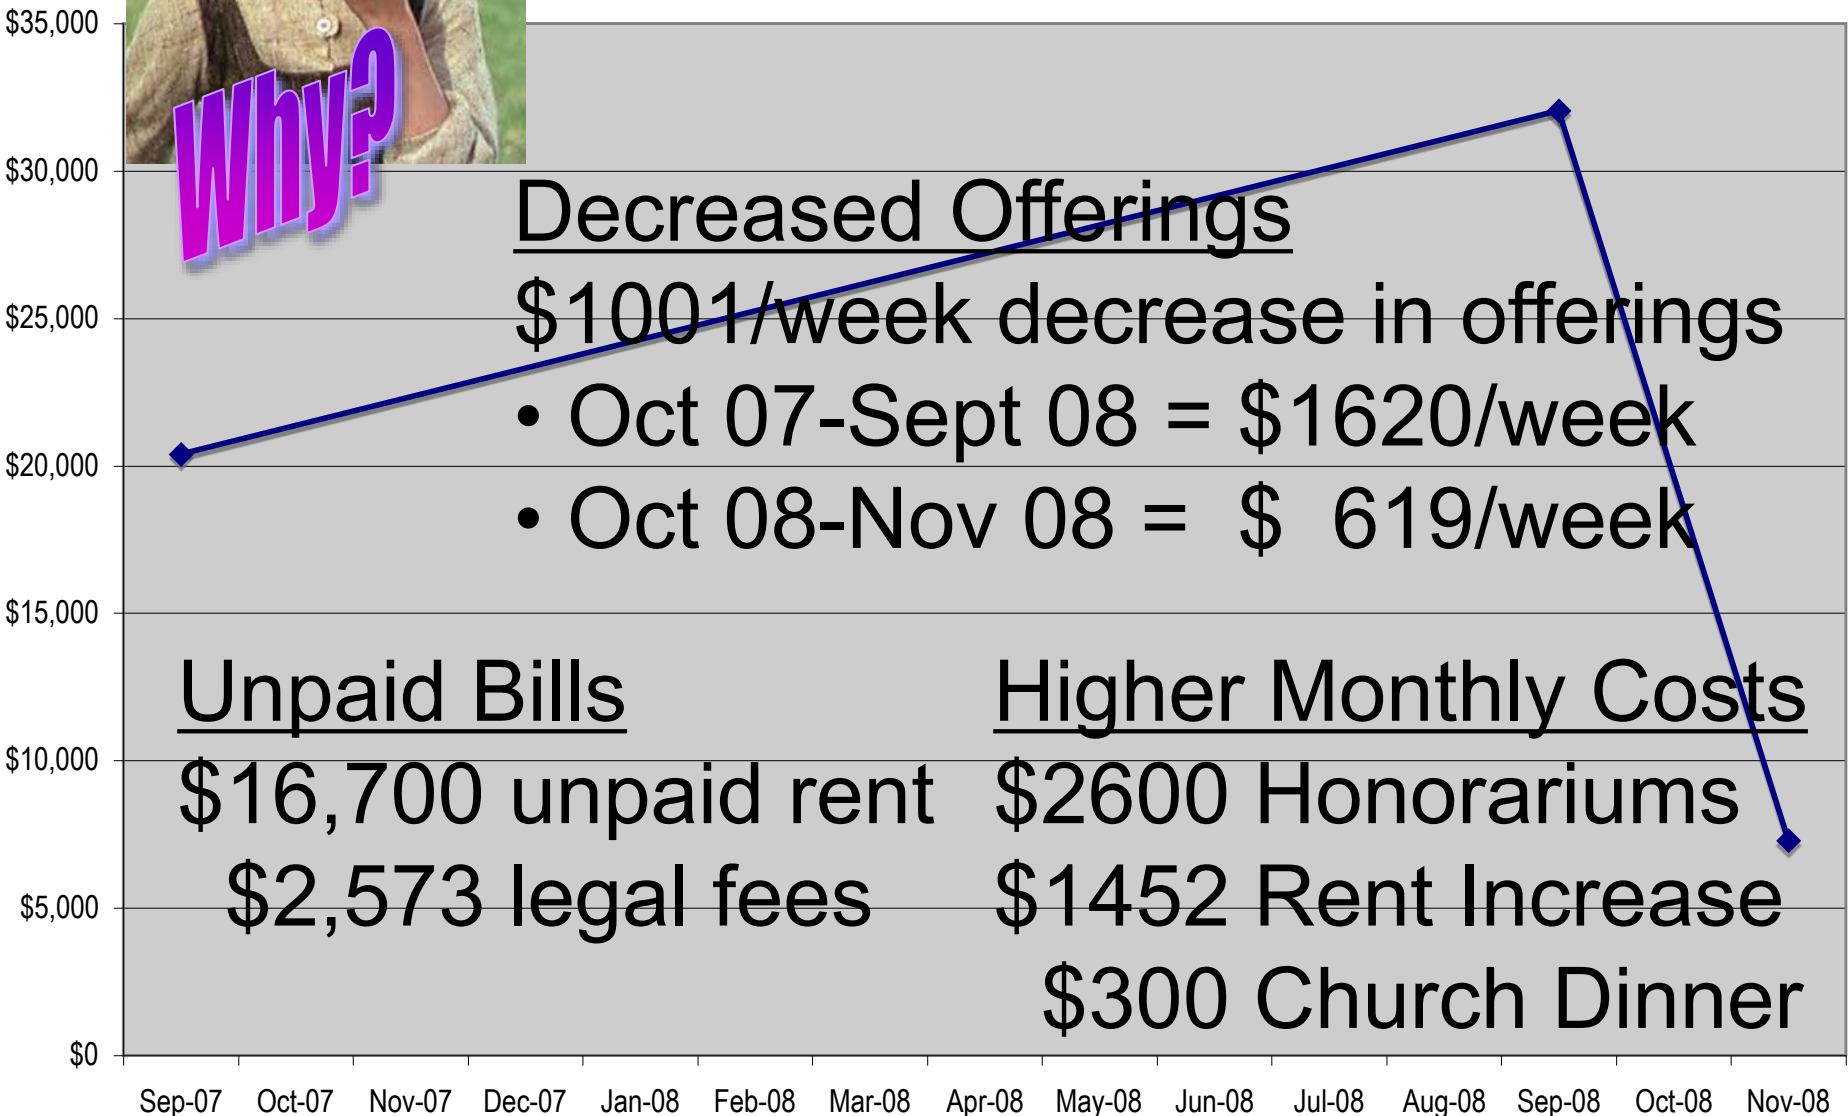 $35,000
Why?
$30,000
Decreased Offerings
$25,000
$1001/week decrease in offerings
• Oct 07-Sept 08 = $1620/week
$20,000
• Oct 08-Nov 08 = $ 619/week
$15,000
Unpaid Bills
$16,700 unpaid rent
$2,573 legal fees
Higher Monthly Costs
$2600 Honorariums
$1452 Rent Increase
$300 Church Dinner
$10,000
$5,000
$0
Sep-07 Oct-07 Nov-07 Dec-07 Jan-08 Feb-08 Mar-08 Apr-08 May-08 Jun-08 Jul-08 Aug-08 Sep-08 Oct-08 Nov-08